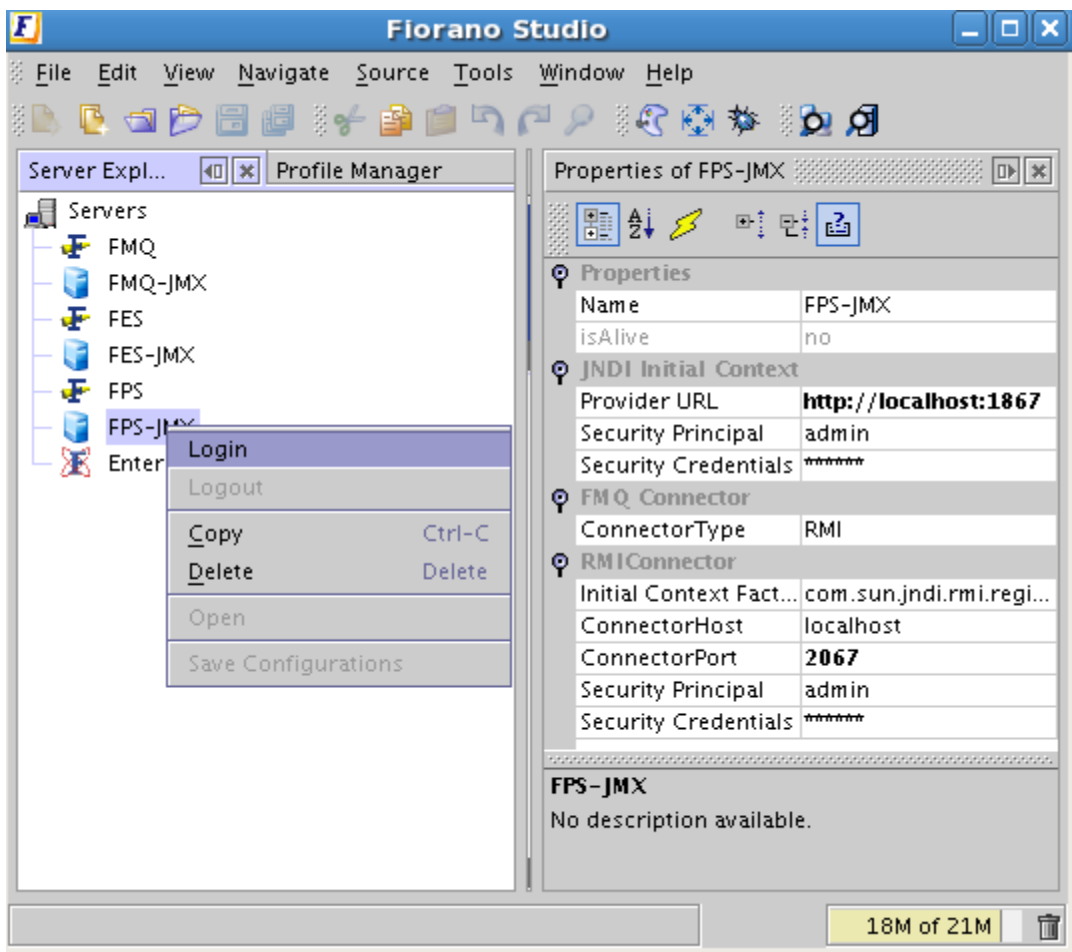 Fiorano Studio
File Edit View Navigate Source Tools Window Help
Server Expl... Profile Manager
Servers
FMQ
FMQ-JMX
FES
FES-JMX
FPS
FPS-JMX
Enter
Login
Logout
Copy Ctrl-C
Delete Delete
Open
Save Configurations
Properties of FPS-JMX
Properties
Name FPS-JMX
isAlive no
JNDI Initial Context
Provider URL http://localhost:1867
Security Principal admin
Security Credentials ******
FMQ Connector
ConnectorType RMI
RMIConnector
Initial Context Fact... com.sun.jndi.rmi.regi...
ConnectorHost localhost
ConnectorPort 2067
Security Principal admin
Security Credentials ******
FPS-JMX
No description available.
18M of 21M